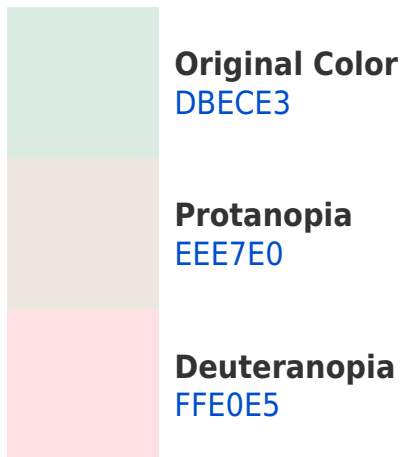 Original Color
DBECE3
Protanopia
EEE7E0
Deuteranopia
FFE0E5